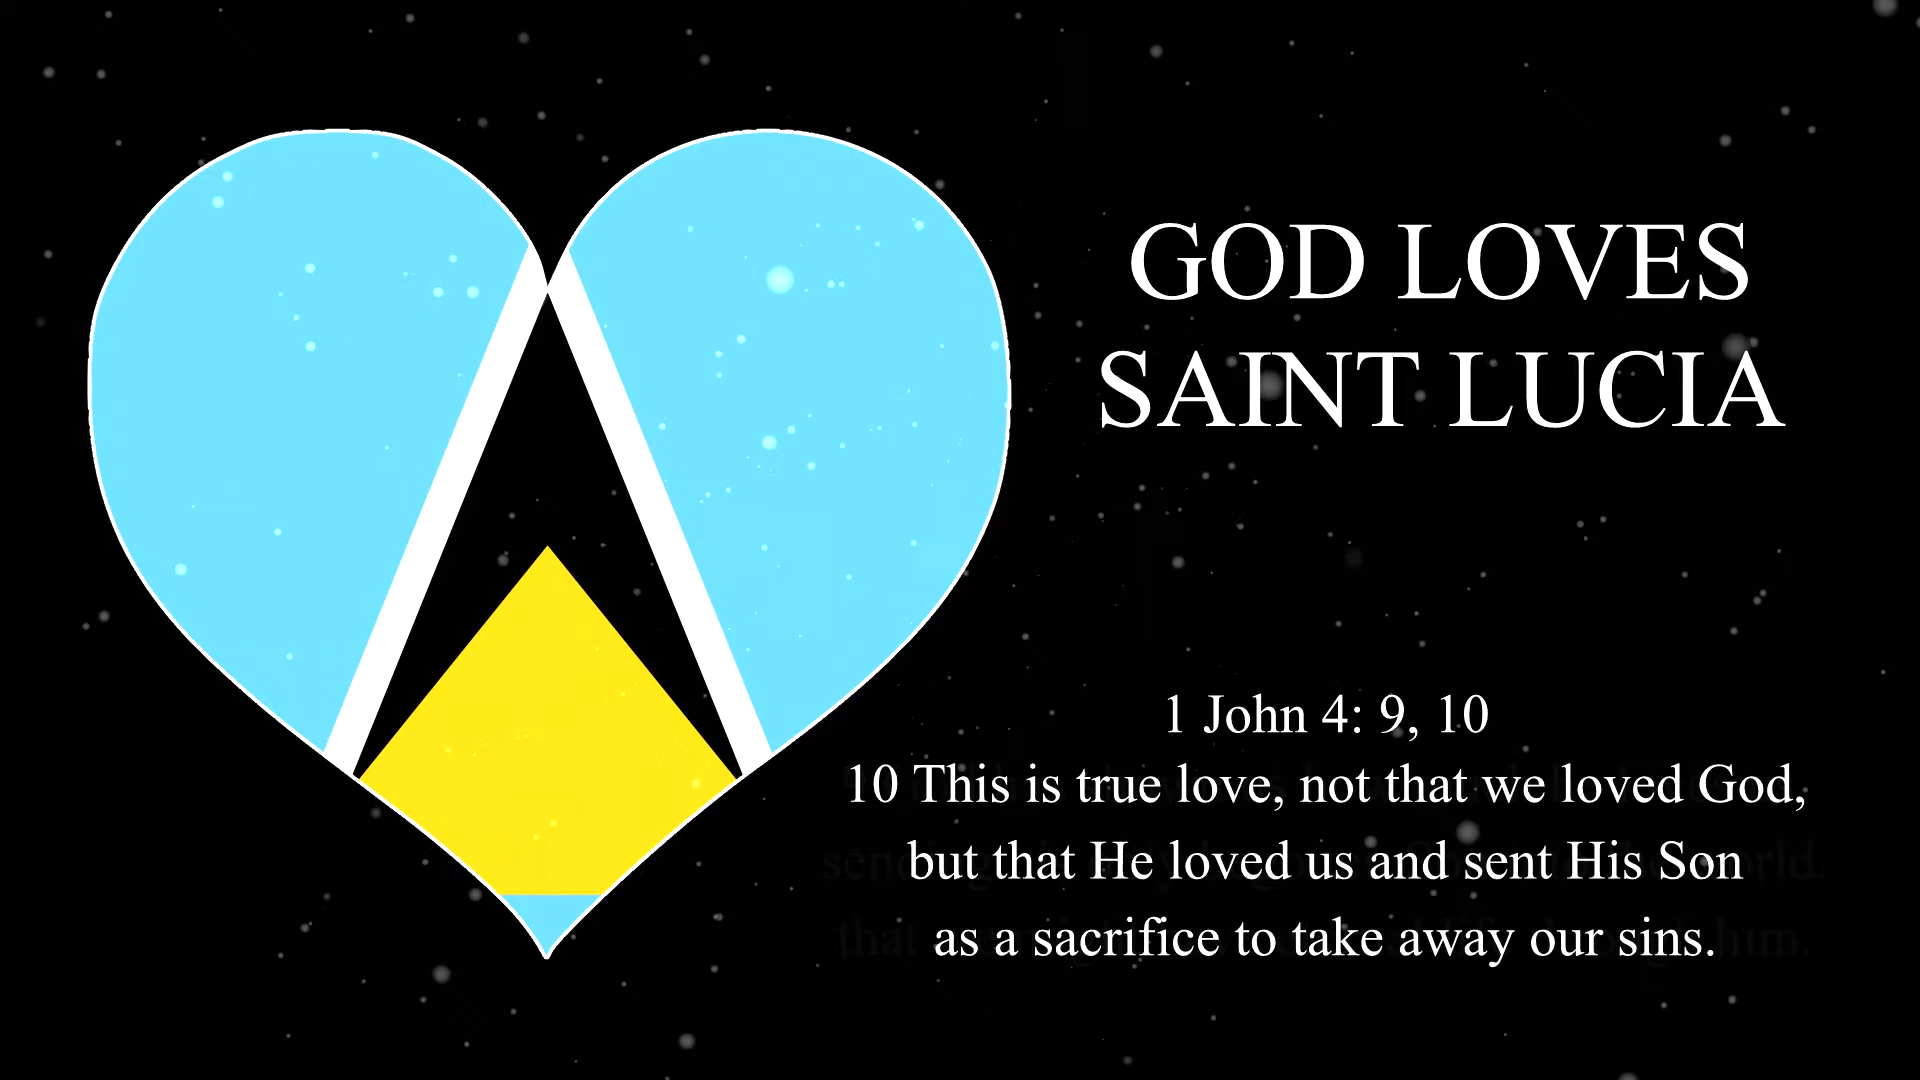 GOD LOVES
SAINT LUCIA
1 John 4: 9, 10
10 This is true love, not that we loved God,
but that He loved us and sent His Son
as a sacrifice to take away our sins.